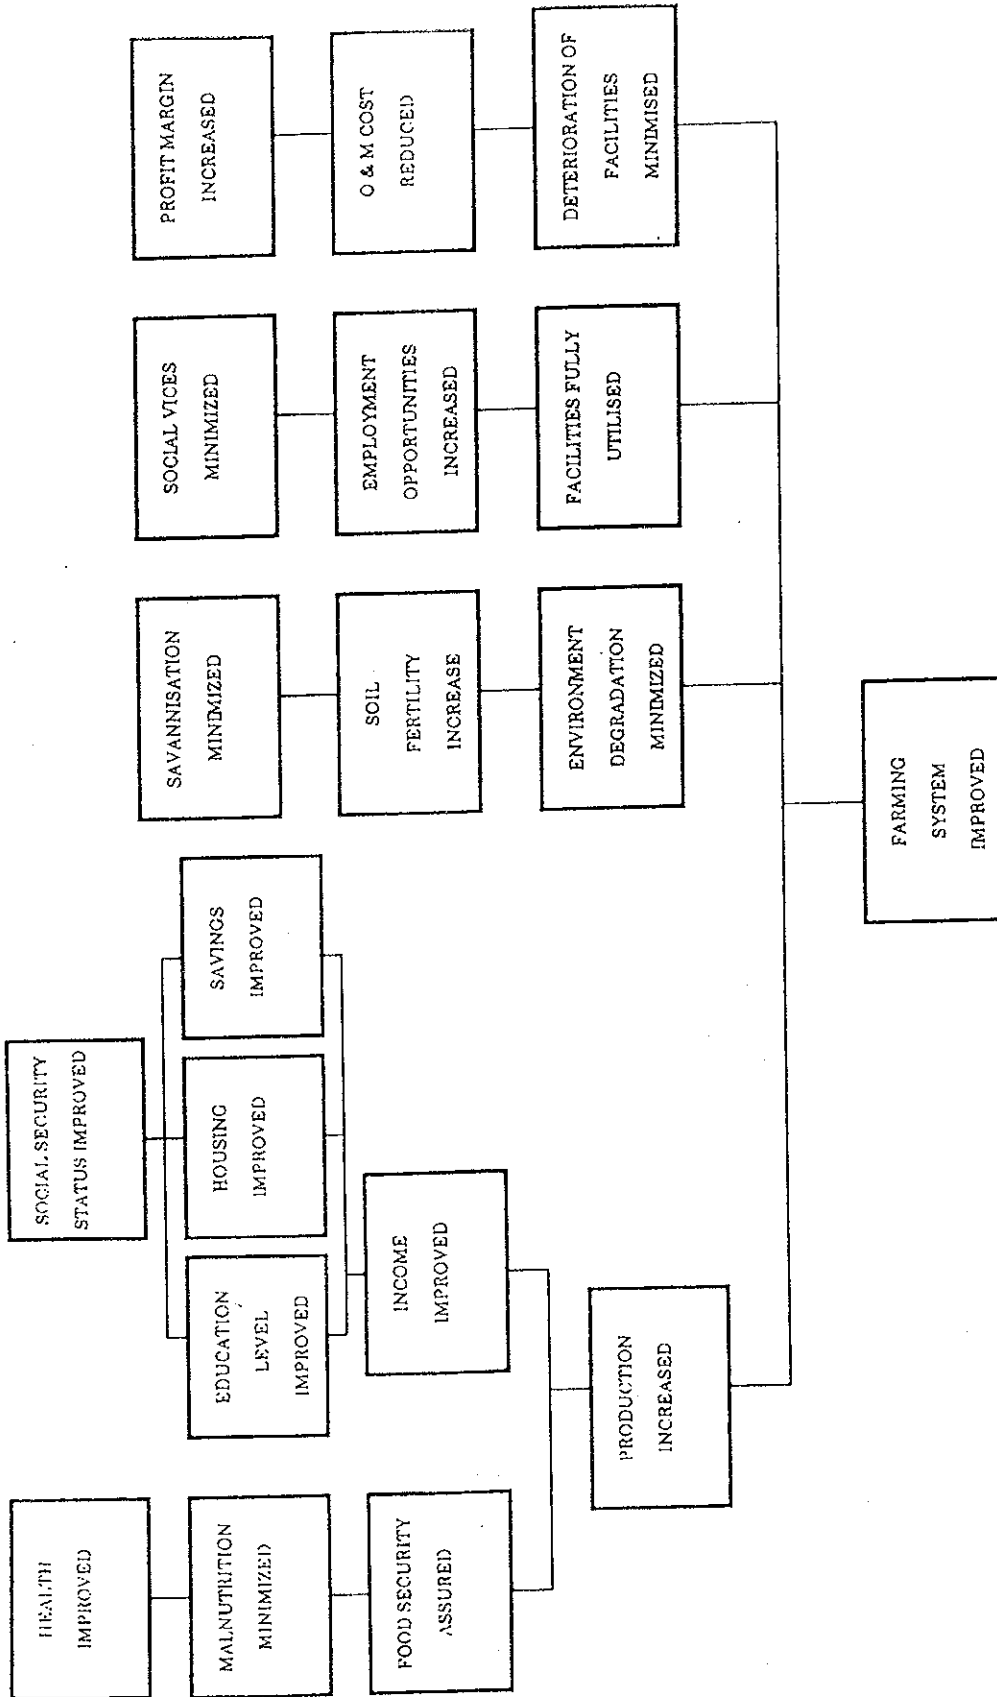 HEALTH
IMPROVED
SOCIAL SECURITY
STATUS IMPROVED
MALNUTRITION
MINIMIZED
EDUCATION
LEVEL
IMPROVED
HOUSING
IMPROVED
SAVINGS
IMPROVED
SAVANNISATION
MINIMIZED
SOCIAL VICES
MINIMIZED
PROFIT MARGIN
INCREASED
FOOD SECURITY
ASSURED
INCOME
IMPROVED
SOIL
FERTILITY
INCREASE
EMPLOYMENT
OPPORTUNITIES
INCREASED
O & M COST
REDUCED
PRODUCTION
INCREASED
ENVIRONMENT
DEGRADATION
MINIMIZED
FACILITIES FULLY
UTILISED
DETERIORATION OF
FACILITIES
MINIMISED
FARMING
SYSTEM
IMPROVED